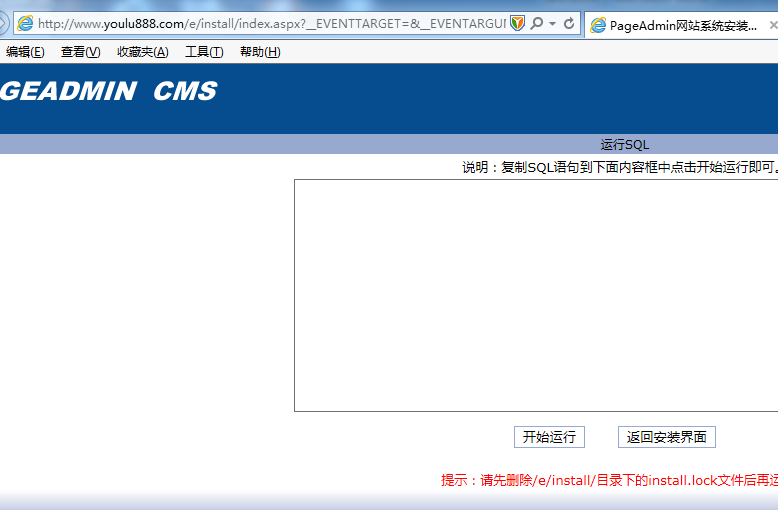 http://www.youlu888.com/e/install/index.aspx?__EVENTTARGET=&__EVENTARGUI
PageAdmin网站系统安装...
编辑(E) 查看(V) 收藏夹(A) 工具(T) 帮助(H)
GEADMIN CMS
运行SQL
说明：复制SQL语句到下面内容框中点击开始运行即可。
开始运行 返回安装界面
提示：请先删除/e/install/目录下的install.lock文件后再运